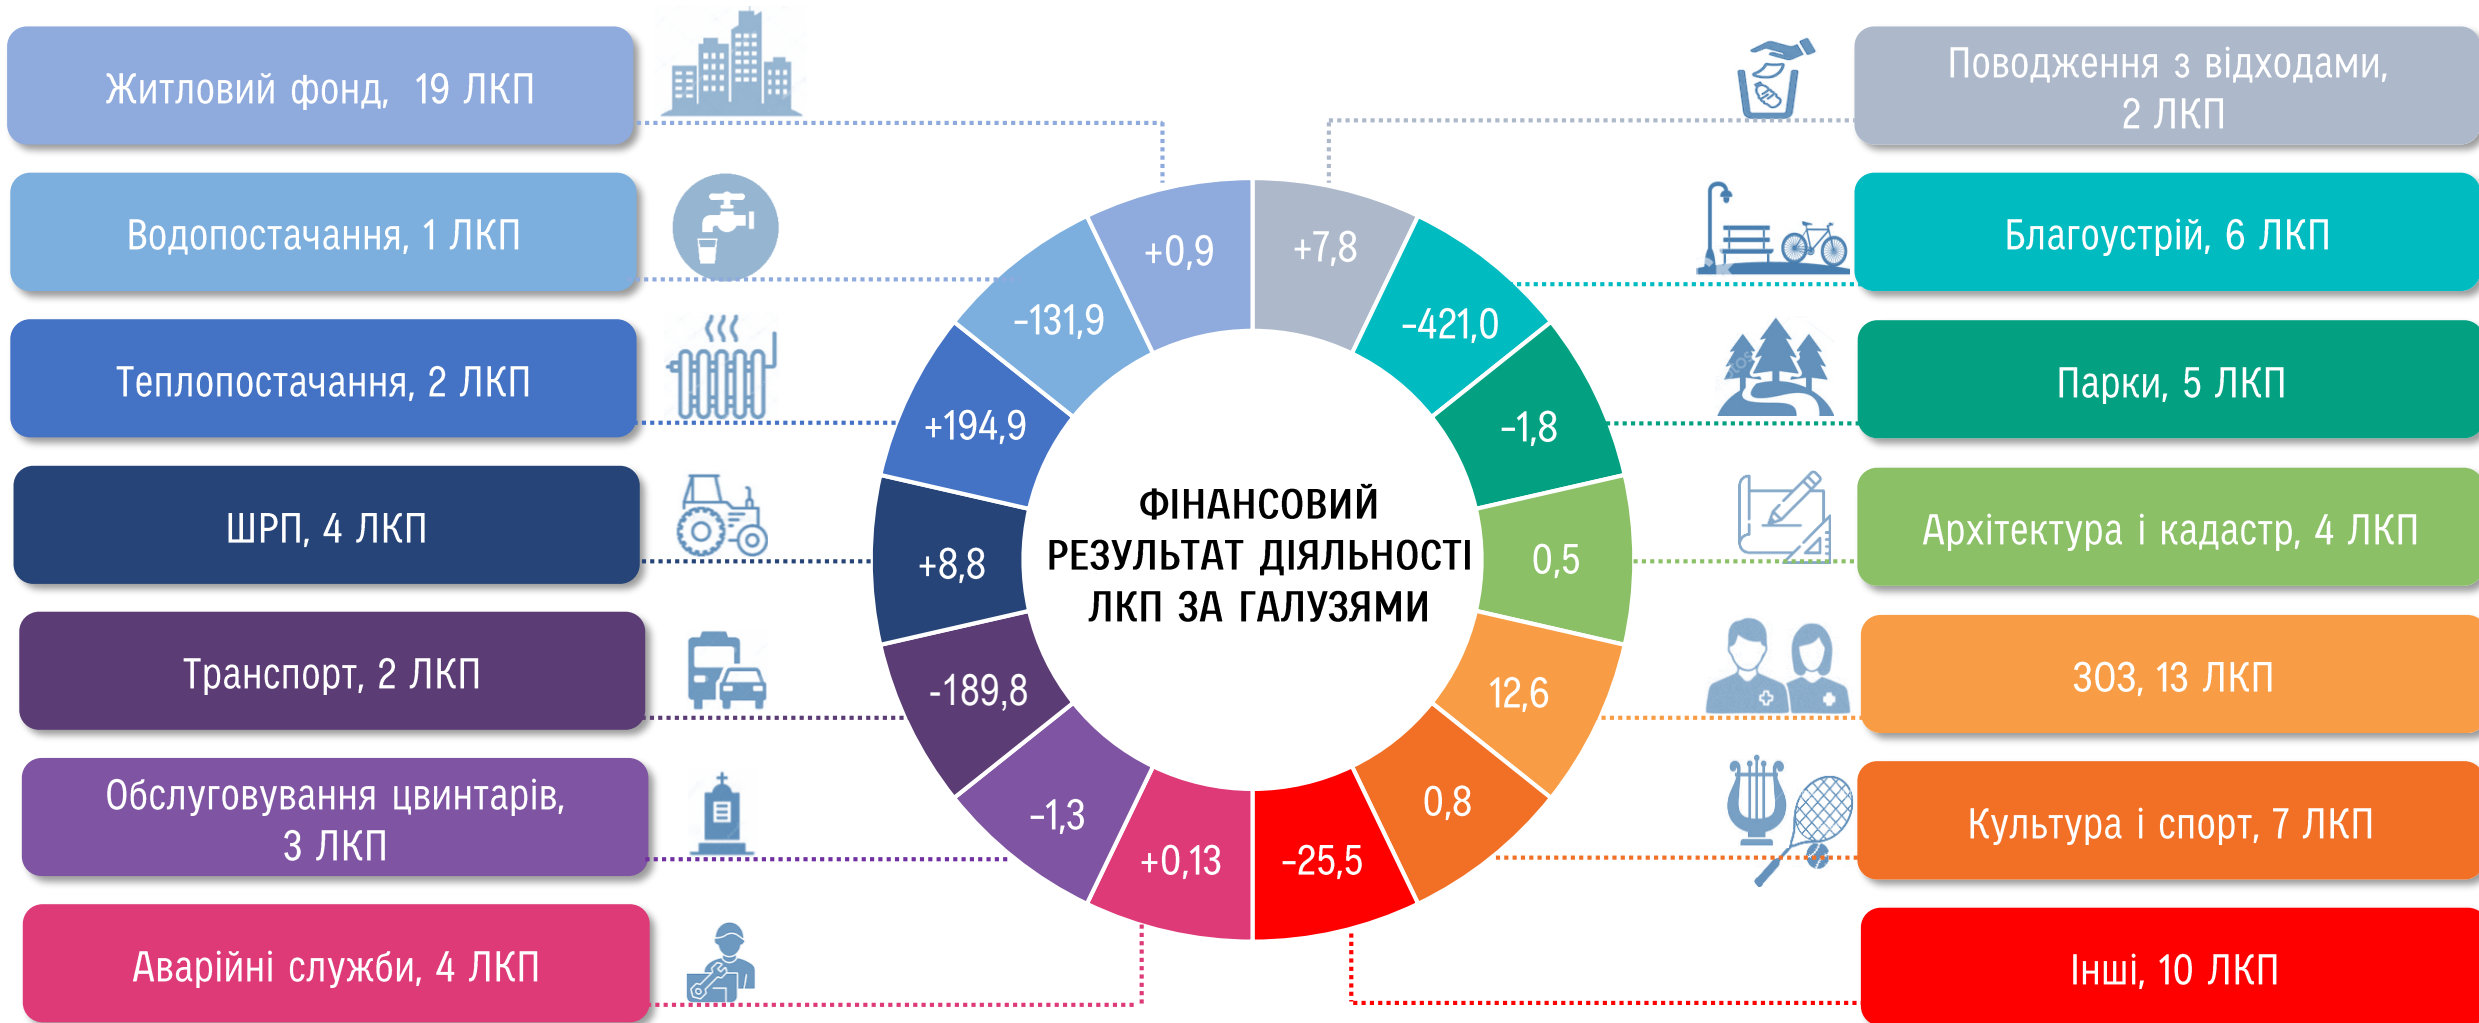 Житловий фонд, 19 ЛКП
Водопостачання, 1 ЛКП
Теплопостачання, 2 ЛКП
ШРП, 4 ЛКП
Транспорт, 2 ЛКП
Обслуговування цвинтарів,
3 ЛКП
Аварійні служби, 4 ЛКП
+0,9
-131,9
+194,9
+8,8
-189,8
-1,3
+0,13
ФІНАНСОВИЙ
РЕЗУЛЬТАТ ДІЯЛЬНОСТІ
ЛКП ЗА ГАЛУЗЯМИ
+7,8
-421,0
-1,8
0,5
12,6
0,8
-25,5
Поводження з відходами,
2 ЛКП
Благоустрій, 6 ЛКП
Парки, 5 ЛКП
Архітектура і кадастр, 4 ЛКП
ЗОЗ, 13 ЛКП
Культура і спорт, 7 ЛКП
Інші, 10 ЛКП